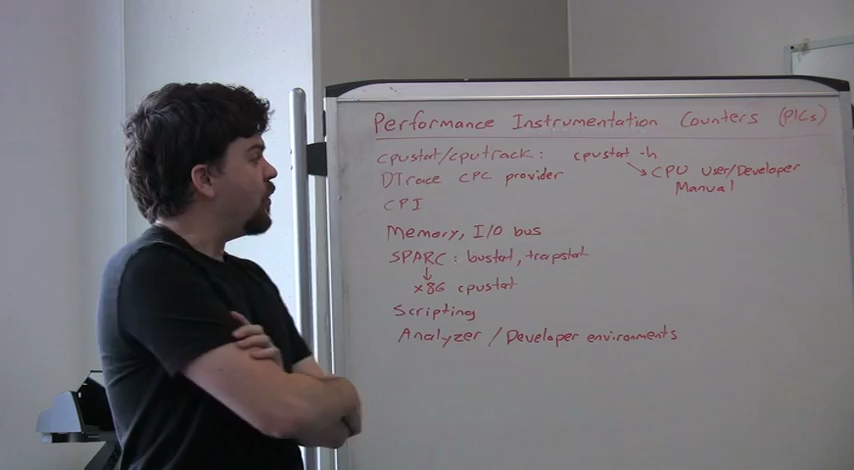 Performance Instrumentation Counters (PICs)
cpustat/cputrack: cpustat -h
DTrace CPC provider → CPU User/Developer
Manual
CPI
Memory, I/O bus
SPARC: bustat, trapstat
↓
x86 cpustat
Scripting
Analyzer / Developer environments